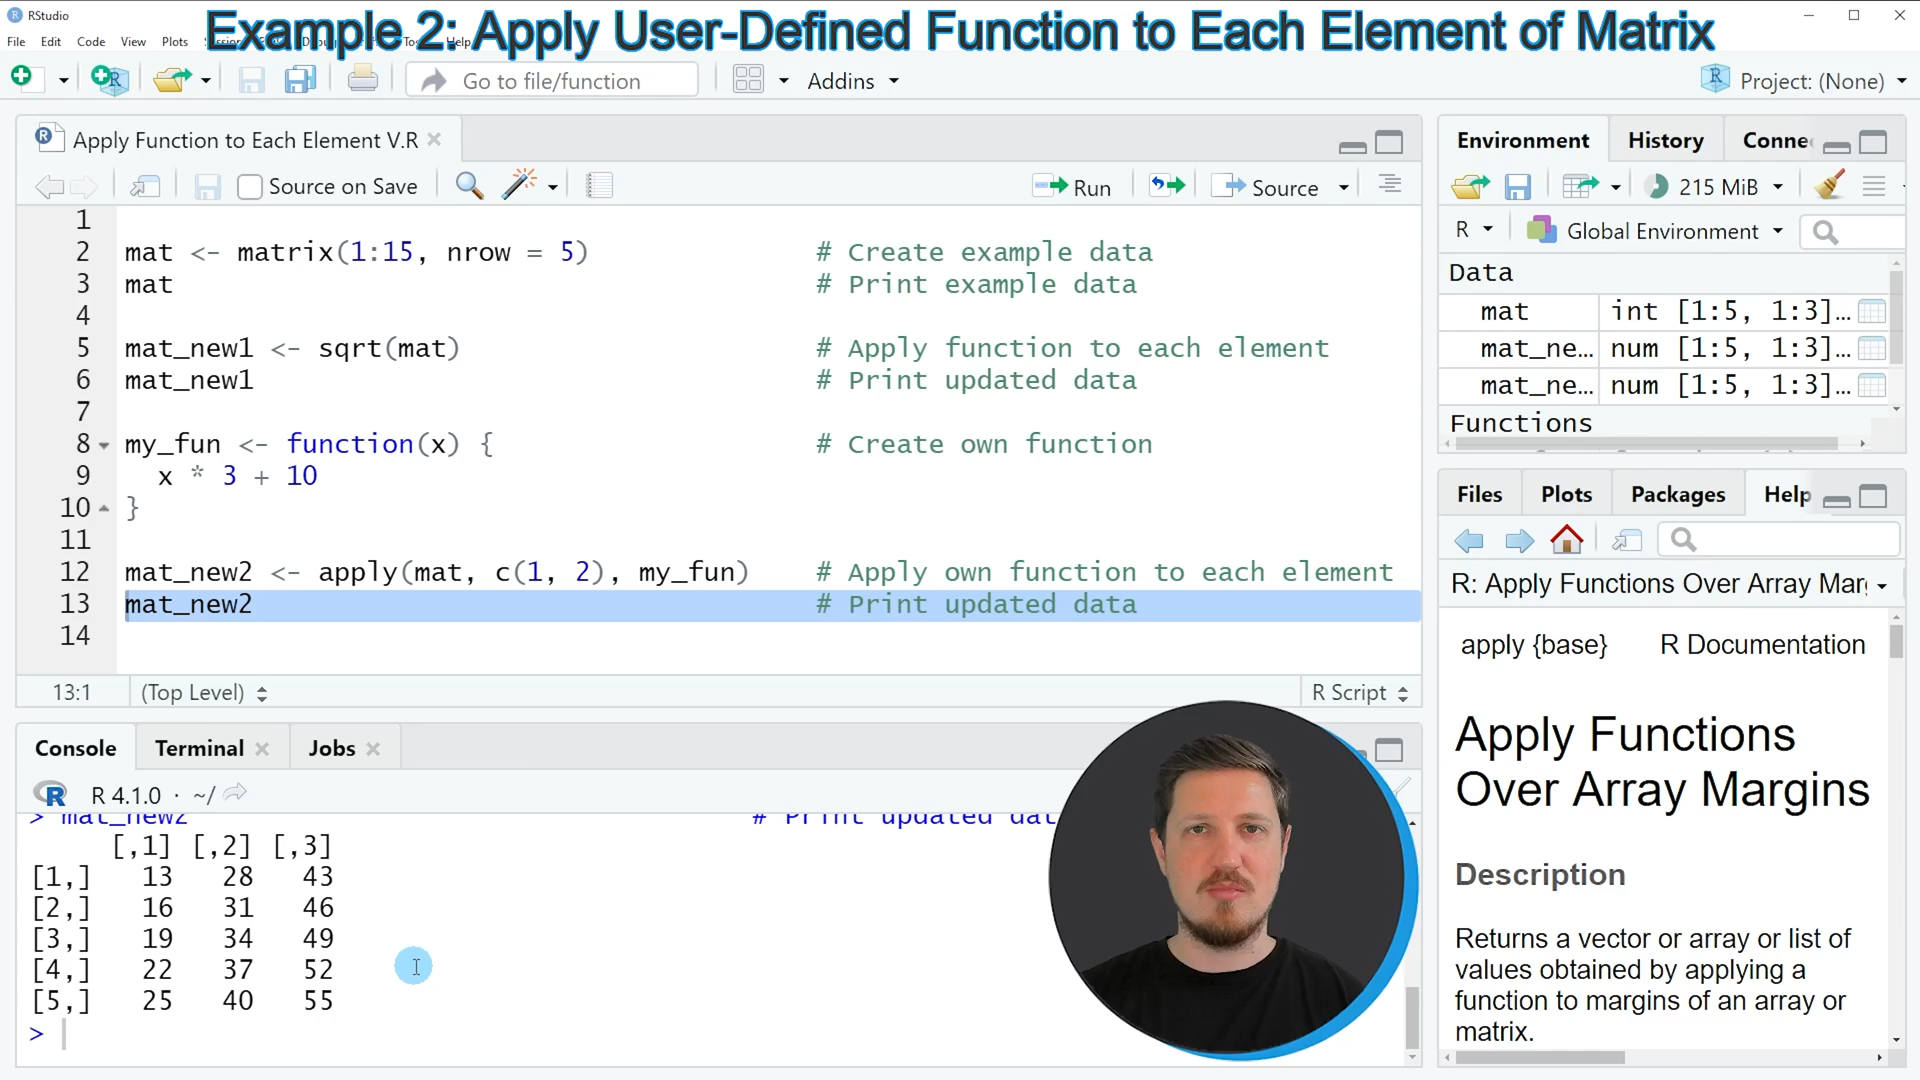 RStudio
Example 2: Apply User-Defined Function to Each Element of Matrix
File Edit Code View Plots Help
Go to file/function
Addins
Project: (None)
Apply Function to Each Element V.R
Source on Save
Run
Source
1
2 mat <- matrix(1:15, nrow = 5) # Create example data
3 mat # Print example data
4
5 mat_new1 <- sqrt(mat) # Apply function to each element
6 mat_new1 # Print updated data
7
8 my_fun <- function(x) { # Create own function
9 x * 3 + 10
10 }
11
12 mat_new2 <- apply(mat, c(1, 2), my_fun) # Apply own function to each element
13 mat_new2 # Print updated data
14
13:1 (Top Level) R Script
Console Terminal Jobs
R 4.1.0 · ~/
> mat_new2 # Print updated dat
[,1] [,2] [,3]
[1,] 13 28 43
[2,] 16 31 46
[3,] 19 34 49
[4,] 22 37 52
[5,] 25 40 55
>
Environment History Conne
215 MiB
R Global Environment
Data
mat int [1:5, 1:3]…
mat_ne… num [1:5, 1:3]…
mat_ne… num [1:5, 1:3]…
Functions
Files Plots Packages Help
R: Apply Functions Over Array Mar
apply {base} R Documentation
Apply Functions
Over Array Margins
Description
Returns a vector or array or list of
values obtained by applying a
function to margins of an array or
matrix.